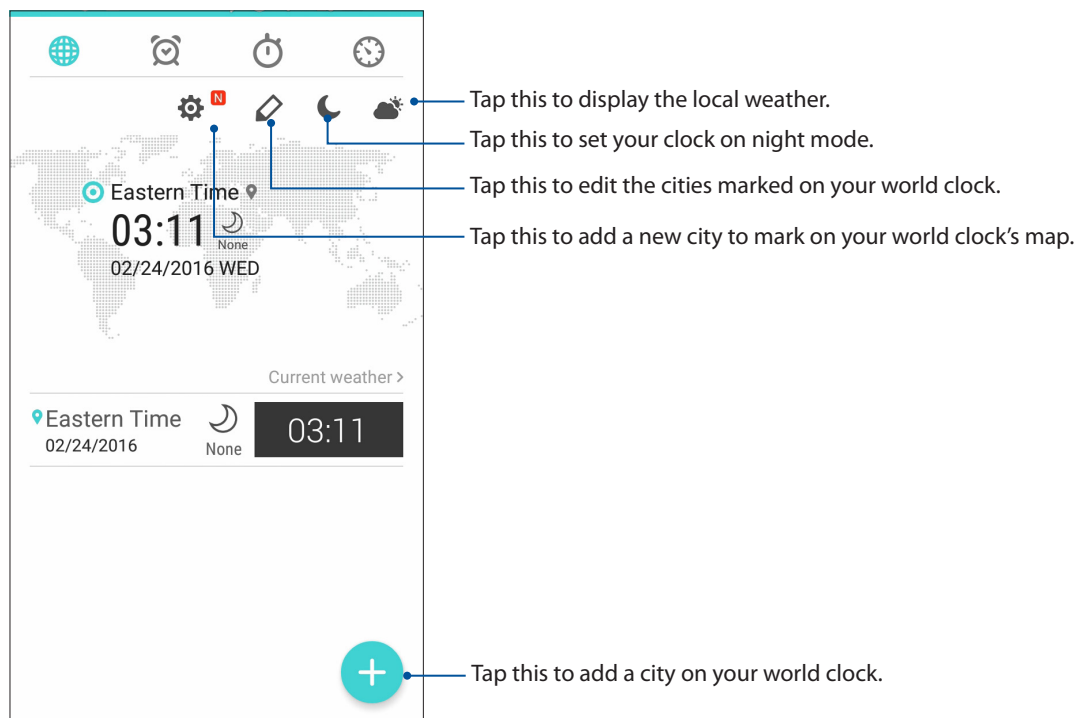 N
Tap this to display the local weather.
Tap this to set your clock on night mode.
Tap this to edit the cities marked on your world clock.
Tap this to add a new city to mark on your world clock’s map.
Eastern Time
03:11
None
02/24/2016 WED
Current weather >
Eastern Time
02/24/2016
None
03:11
Tap this to add a city on your world clock.